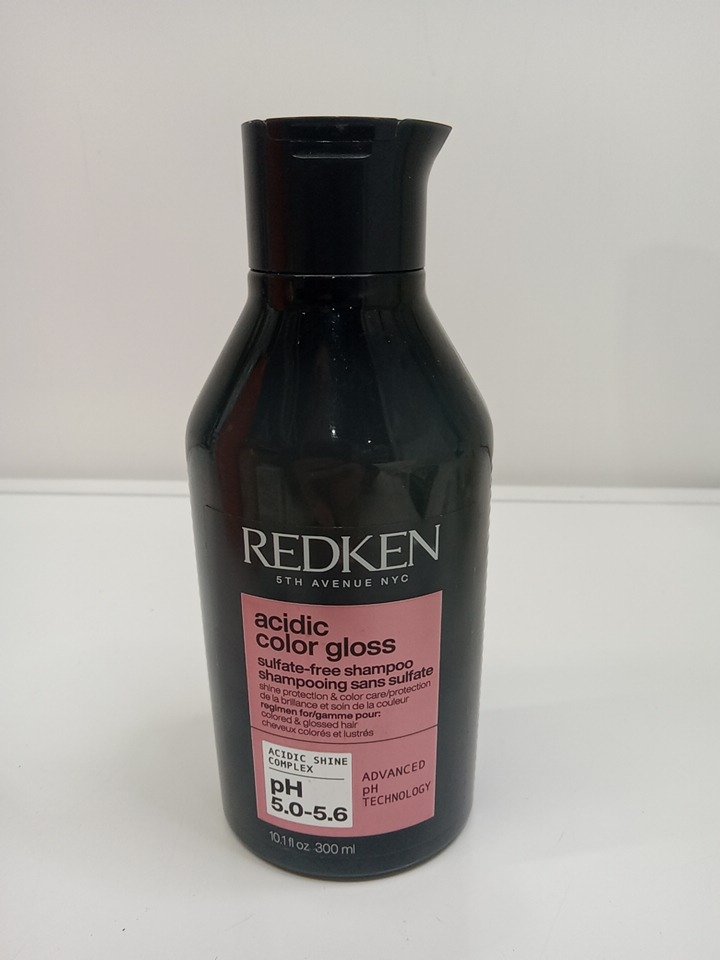 REDKEN
5TH AVENUE NYC
acidic
color gloss
sulfate-free shampoo
shampooing sans sulfate
shine protection & color care/protection
de la brillance et soin de la couleur
regimen for/gamme pour:
colored & glossed hair
cheveux colorés et lustrés
ACIDIC SHINE
COMPLEX
pH
5.0-5.6
ADVANCED
pH
TECHNOLOGY
10.1 fl oz 300 ml